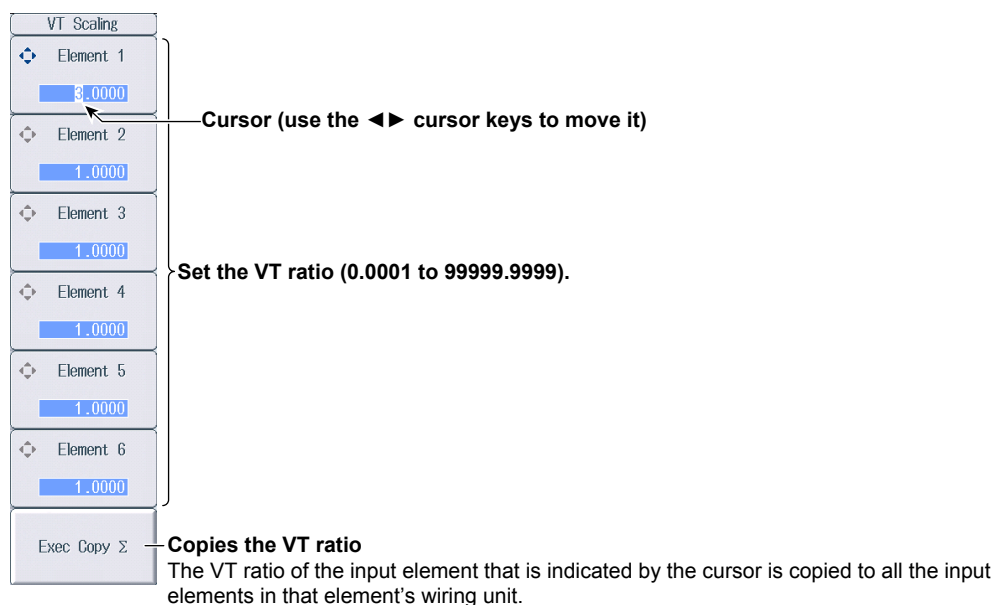 VT Scaling
Element 1
3.0000
Cursor (use the ◄► cursor keys to move it)
Element 2
1.0000
Element 3
1.0000
Set the VT ratio (0.0001 to 99999.9999).
Element 4
1.0000
Element 5
1.0000
Element 6
1.0000
Exec Copy Σ
Copies the VT ratio
The VT ratio of the input element that is indicated by the cursor is copied to all the input
elements in that element's wiring unit.